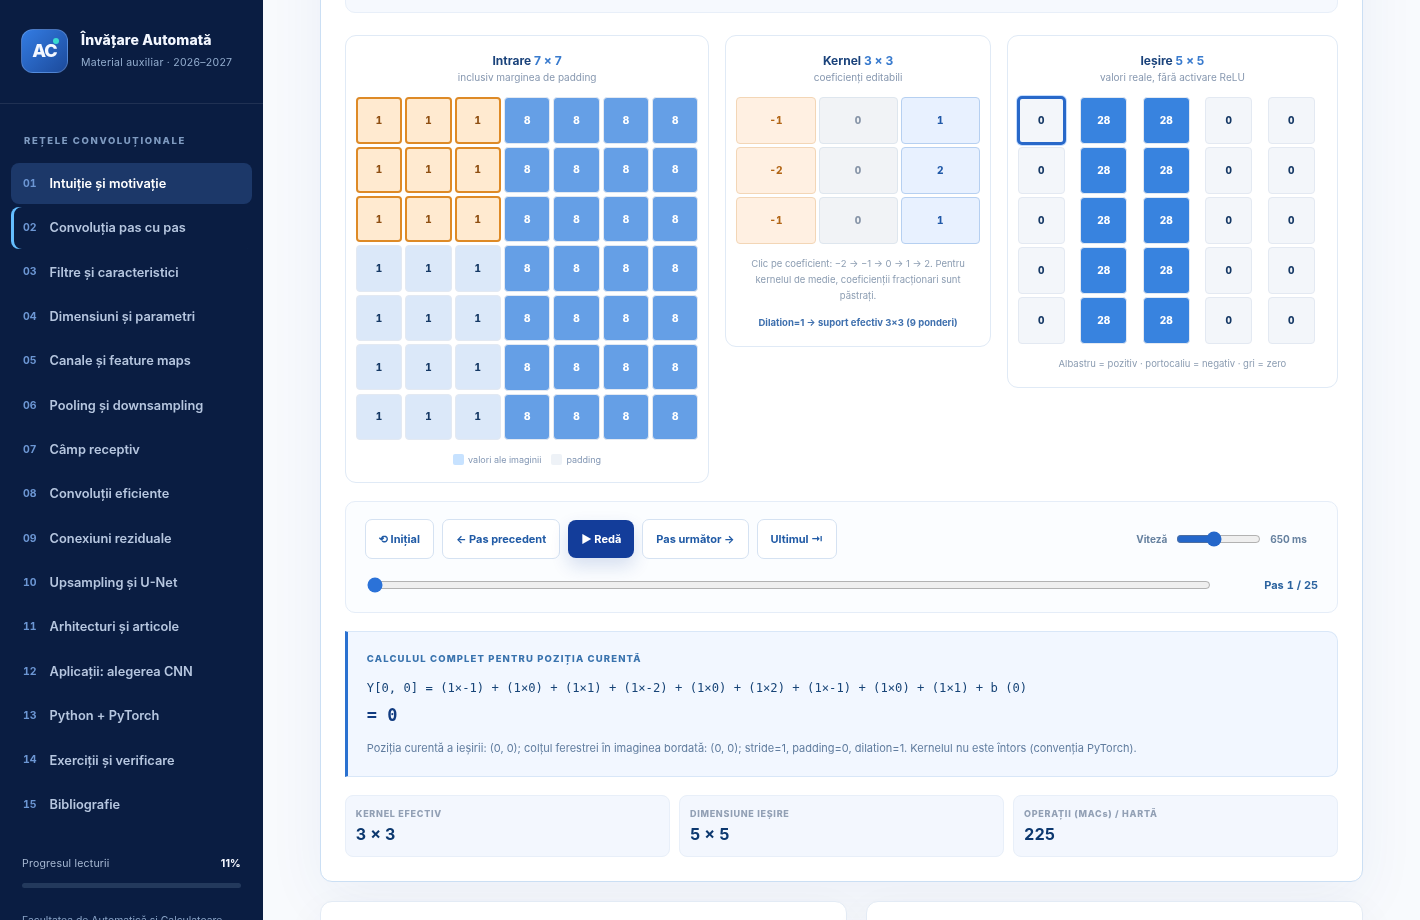 AC
Învățare Automată
Material auxiliar · 2026–2027
REȚELE CONVOLUȚIONALE
01 Intuiție și motivație
02 Convoluția pas cu pas
03 Filtre și caracteristici
04 Dimensiuni și parametri
05 Canale și feature maps
06 Pooling și downsampling
07 Câmp receptiv
08 Convoluții eficiente
09 Conexiuni reziduale
10 Upsampling și U-Net
11 Arhitecturi și articole
12 Aplicații: alegerea CNN
13 Python + PyTorch
14 Exerciții și verificare
15 Bibliografie
Progresul lecturii 11%
Facultatea de Automatică și Calculatoare
Intrare 7 × 7
inclusiv marginea de padding
1 1 1 8 8 8 8
1 1 1 8 8 8 8
1 1 1 8 8 8 8
1 1 1 8 8 8 8
1 1 1 8 8 8 8
1 1 1 8 8 8 8
1 1 1 8 8 8 8
valori ale imaginii padding
Kernel 3 × 3
coeficienți editabili
-1 0 1
-2 0 2
-1 0 1
Clic pe coeficient: −2 → −1 → 0 → 1 → 2. Pentru
kernelul de medie, coeficienții fracționari sunt
păstrați.
Dilation=1 → suport efectiv 3×3 (9 ponderi)
Ieșire 5 × 5
valori reale, fără activare ReLU
0 28 28 0 0
0 28 28 0 0
0 28 28 0 0
0 28 28 0 0
0 28 28 0 0
Albastru = pozitiv · portocaliu = negativ · gri = zero
⟲ Inițial ← Pas precedent ▶ Redă Pas următor → Ultimul ⇥ Viteză 650 ms
Pas 1 / 25
CALCULUL COMPLET PENTRU POZIȚIA CURENTĂ
Y[0, 0] = (1×-1) + (1×0) + (1×1) + (1×-2) + (1×0) + (1×2) + (1×-1) + (1×0) + (1×1) + b (0)
= 0
Poziția curentă a ieșirii: (0, 0); colțul ferestrei în imaginea bordată: (0, 0); stride=1, padding=0, dilation=1. Kernelul nu este întors (convenția PyTorch).
KERNEL EFECTIV
3 × 3
DIMENSIUNE IEȘIRE
5 × 5
OPERAȚII (MACs) / HARTĂ
225